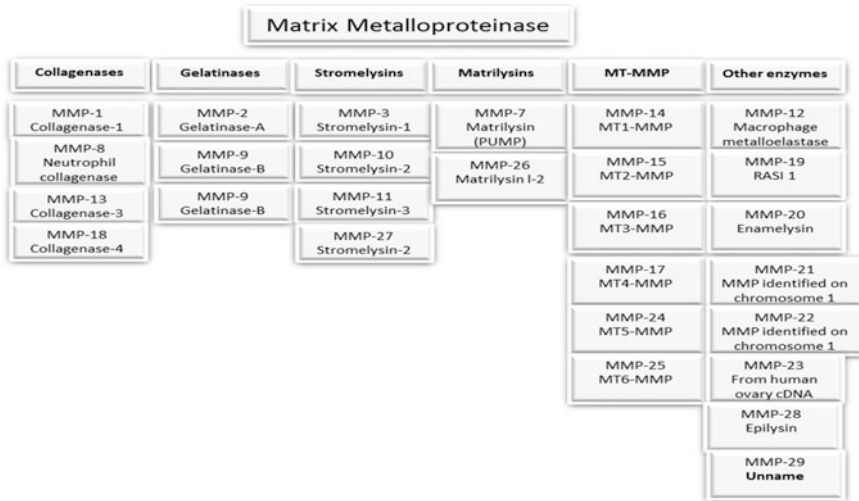 Matrix Metalloproteinase
Collagenases
Gelatinases
Stromelysins
Matrilysins
MT-MMP
Other enzymes
MMP-1
Collagenase-1
MMP-8
Neutrophil
collagenase
MMP-13
Collagenase-3
MMP-18
Collagenase-4
MMP-2
Gelatinase-A
MMP-9
Gelatinase-B
MMP-9
Gelatinase-B
MMP-3
Stromelysin-1
MMP-10
Stromelysin-2
MMP-11
Stromelysin-3
MMP-27
Stromelysin-2
MMP-7
Matrilysin
(PUMP)
MMP-26
Matrilysin I-2
MMP-14
MT1-MMP
MMP-15
MT2-MMP
MMP-16
MT3-MMP
MMP-17
MT4-MMP
MMP-24
MT5-MMP
MMP-25
MT6-MMP
MMP-12
Macrophage
metalloelastase
MMP-19
RASI 1
MMP-20
Enamelysin
MMP-21
MMP identified on
chromosome 1
MMP-22
MMP identified on
chromosome 1
MMP-23
From human
ovary cDNA
MMP-28
Epilysin
MMP-29
Unname